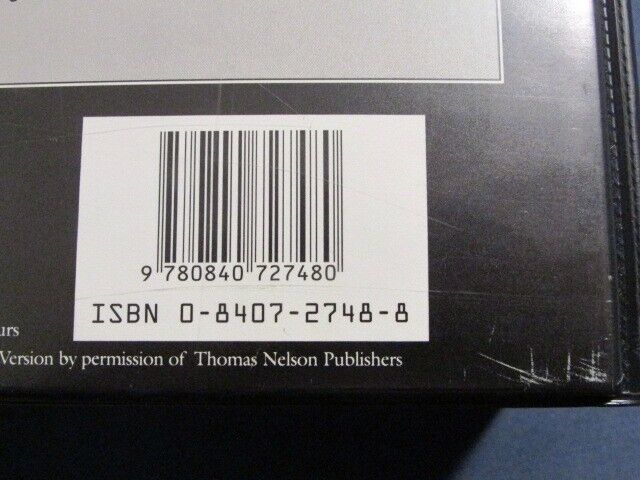 9 780840 727480
ISBN 0-8407-2748-8
urs
Version by permission of Thomas Nelson Publishers